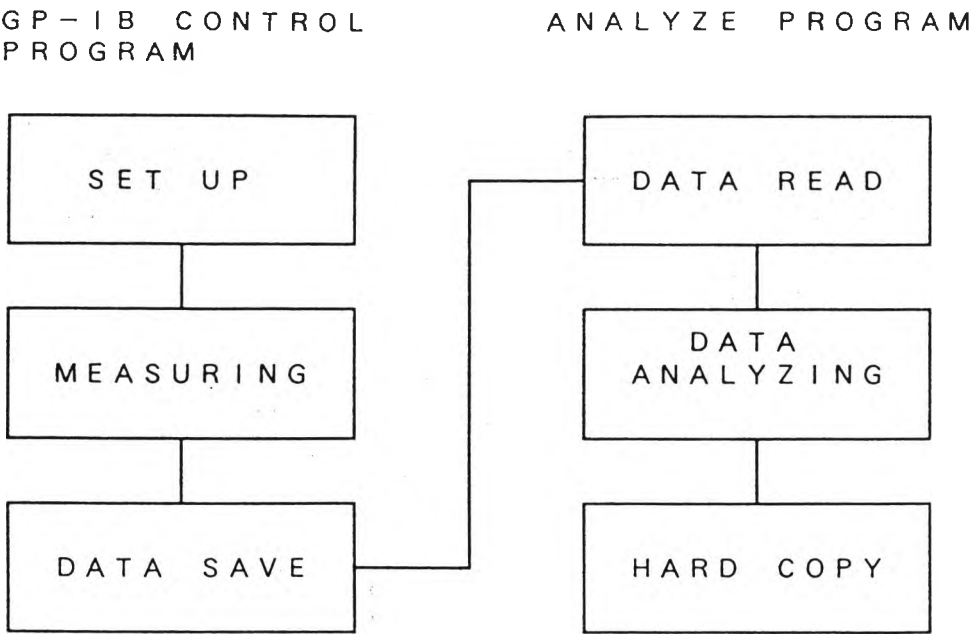 GP-IB CONTROL
PROGRAM
SET UP
MEASURING
DATA SAVE
ANALYZE PROGRAM
DATA READ
DATA
ANALYZING
HARD COPY